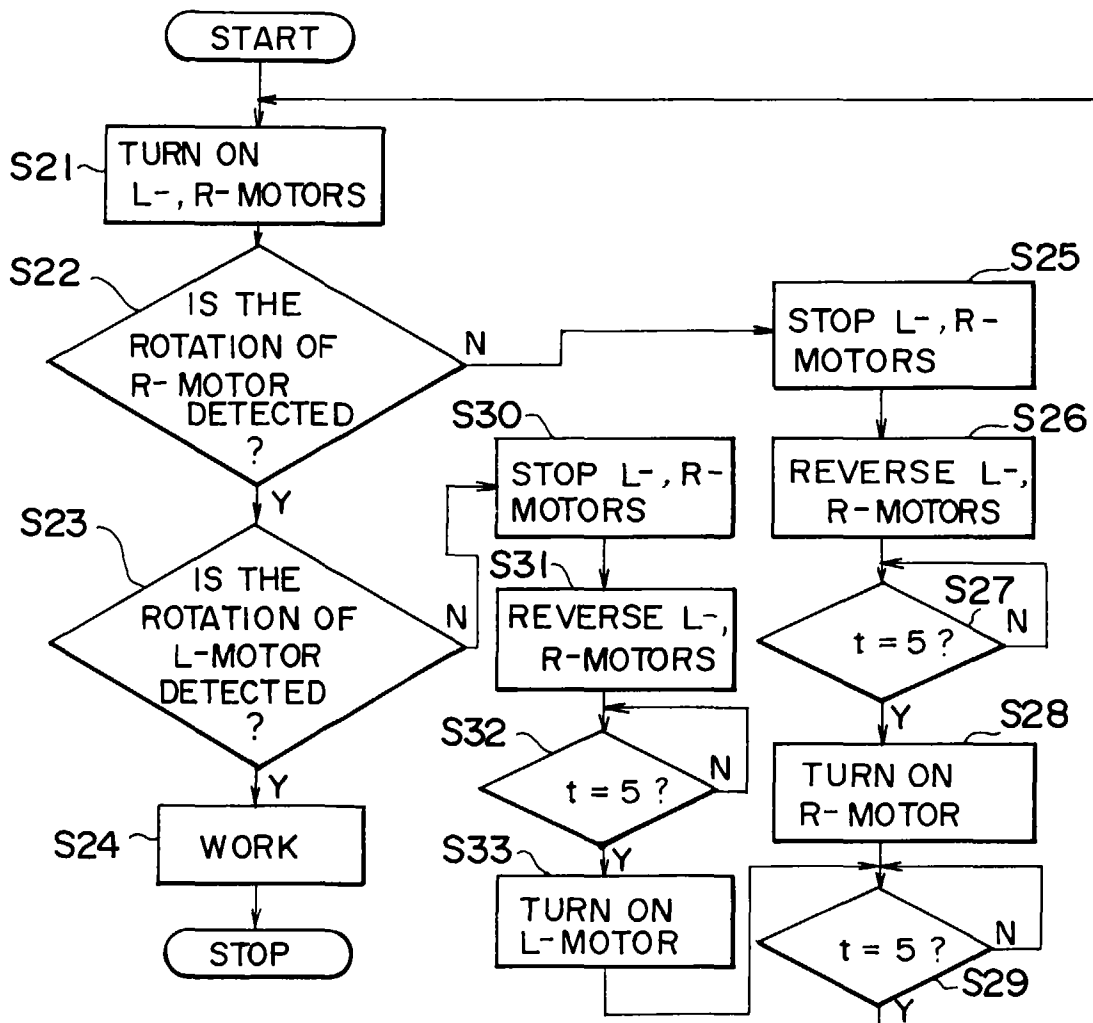 START
S21
TURN ON
L-, R-MOTORS
S22
IS THE
ROTATION OF
R-MOTOR
DETECTED
?
N
Y
S23
IS THE
ROTATION OF
L-MOTOR
DETECTED
?
N
Y
S24
WORK
STOP
S30
STOP L-, R-
MOTORS
S31
REVERSE L-,
R-MOTORS
S32
t = 5 ?
N
Y
S33
TURN ON
L-MOTOR
S25
STOP L-, R-
MOTORS
S26
REVERSE L-,
R-MOTORS
S27
t = 5 ?
N
Y
S28
TURN ON
R-MOTOR
t = 5 ?
N
S29
Y